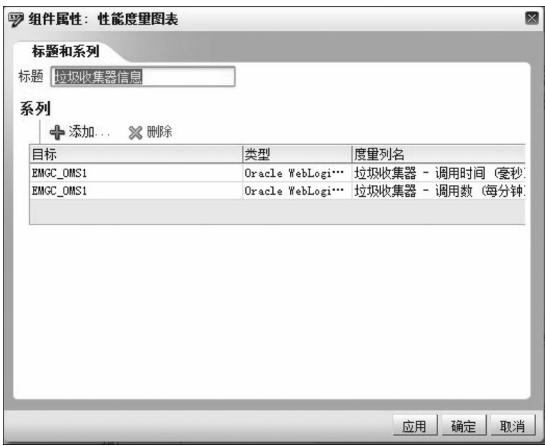 组件属性: 性能度量图表
标题和系列
标题 垃圾收集器信息
系列
添加... 删除
目标 类型 度量列名
EMGC_OMS1 Oracle WebLogi… 垃圾收集器 - 调用时间 (毫秒)
EMGC_OMS1 Oracle WebLogi… 垃圾收集器 - 调用数 (每分钟)
应用 确定 取消